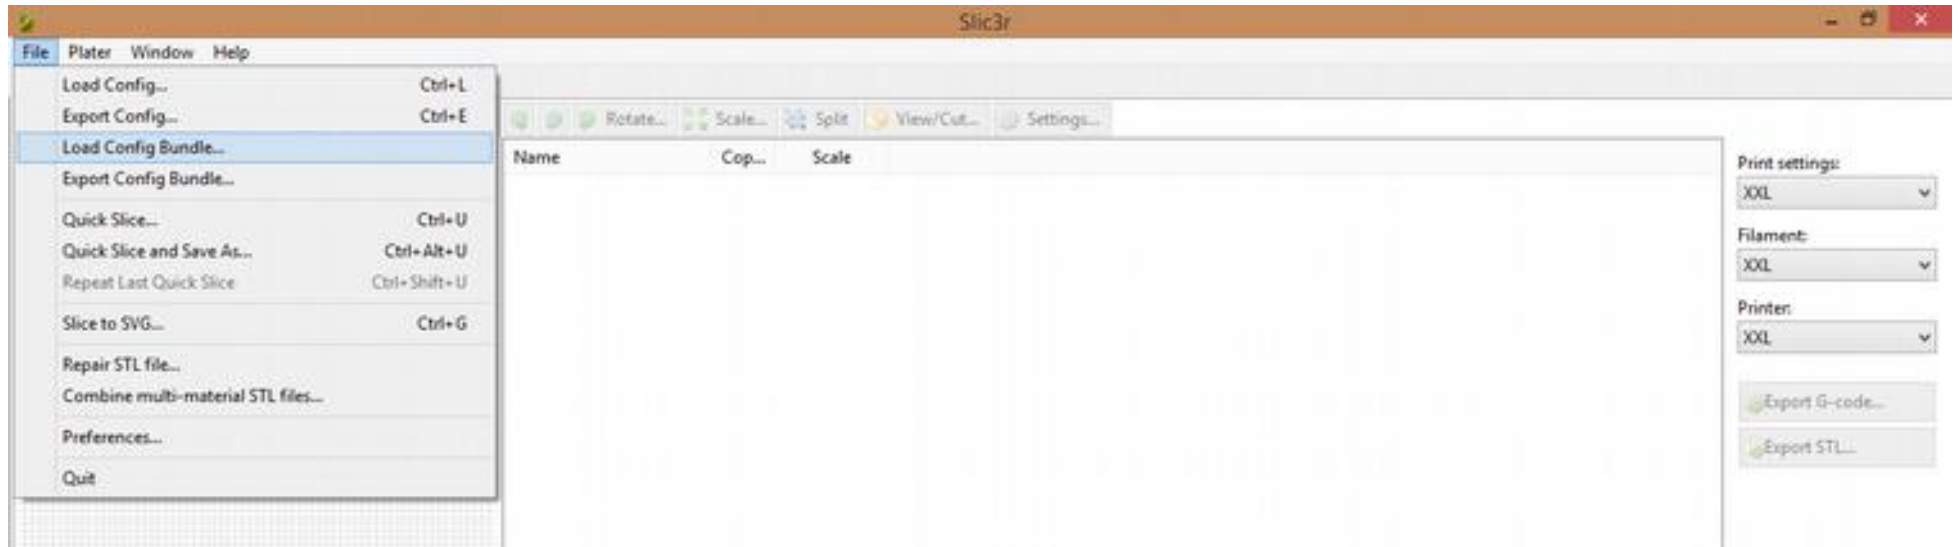 Slic3r
File Plater Window Help
Load Config... Ctrl+L
Export Config... Ctrl+E
Load Config Bundle...
Export Config Bundle...
Quick Slice... Ctrl+U
Quick Slice and Save As... Ctrl+Alt+U
Repeat Last Quick Slice Ctrl+Shift+U
Slice to SVG... Ctrl+G
Repair STL file...
Combine multi-material STL files...
Preferences...
Quit
Rotate... Scale... Split View/Cut... Settings...
Name Cop... Scale
Print settings:
XXL
Filament:
XXL
Printer:
XXL
Export G-code...
Export STL...